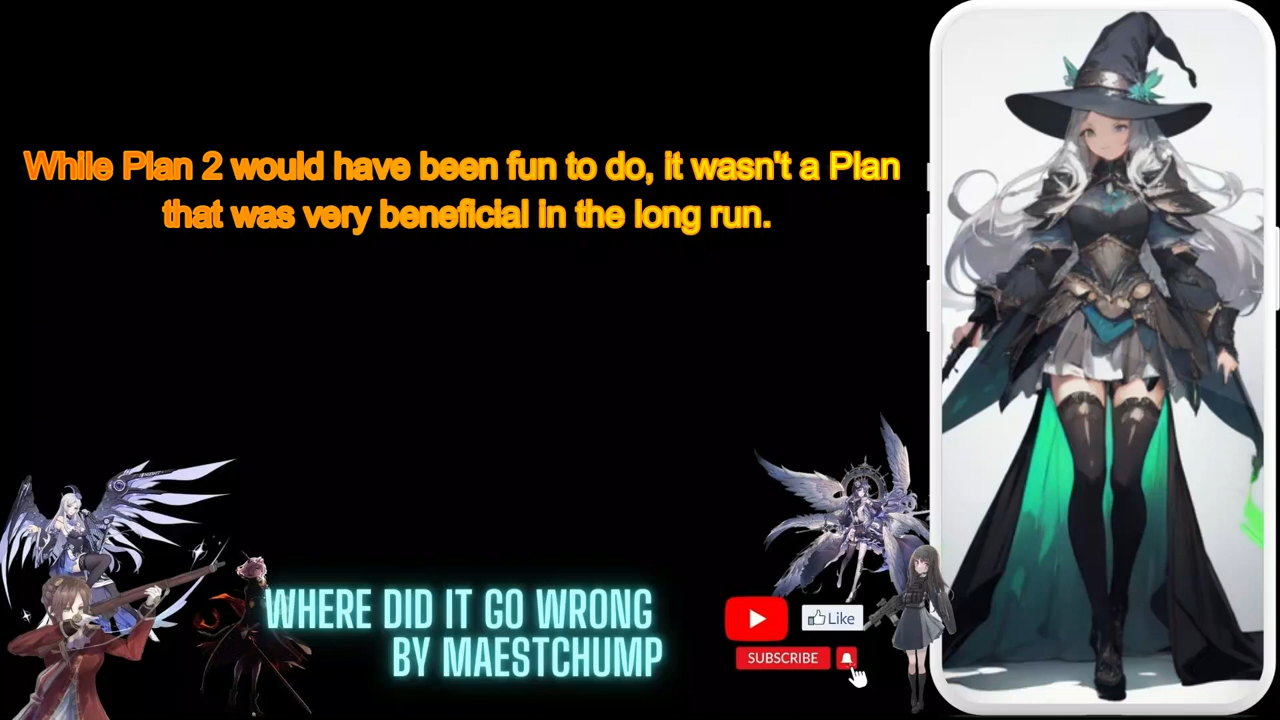 While Plan 2 would have been fun to do, it wasn't a Plan
that was very beneficial in the long run.
WHERE DID IT GO WRONG
BY MAESTCHUMP
Like
SUBSCRIBE